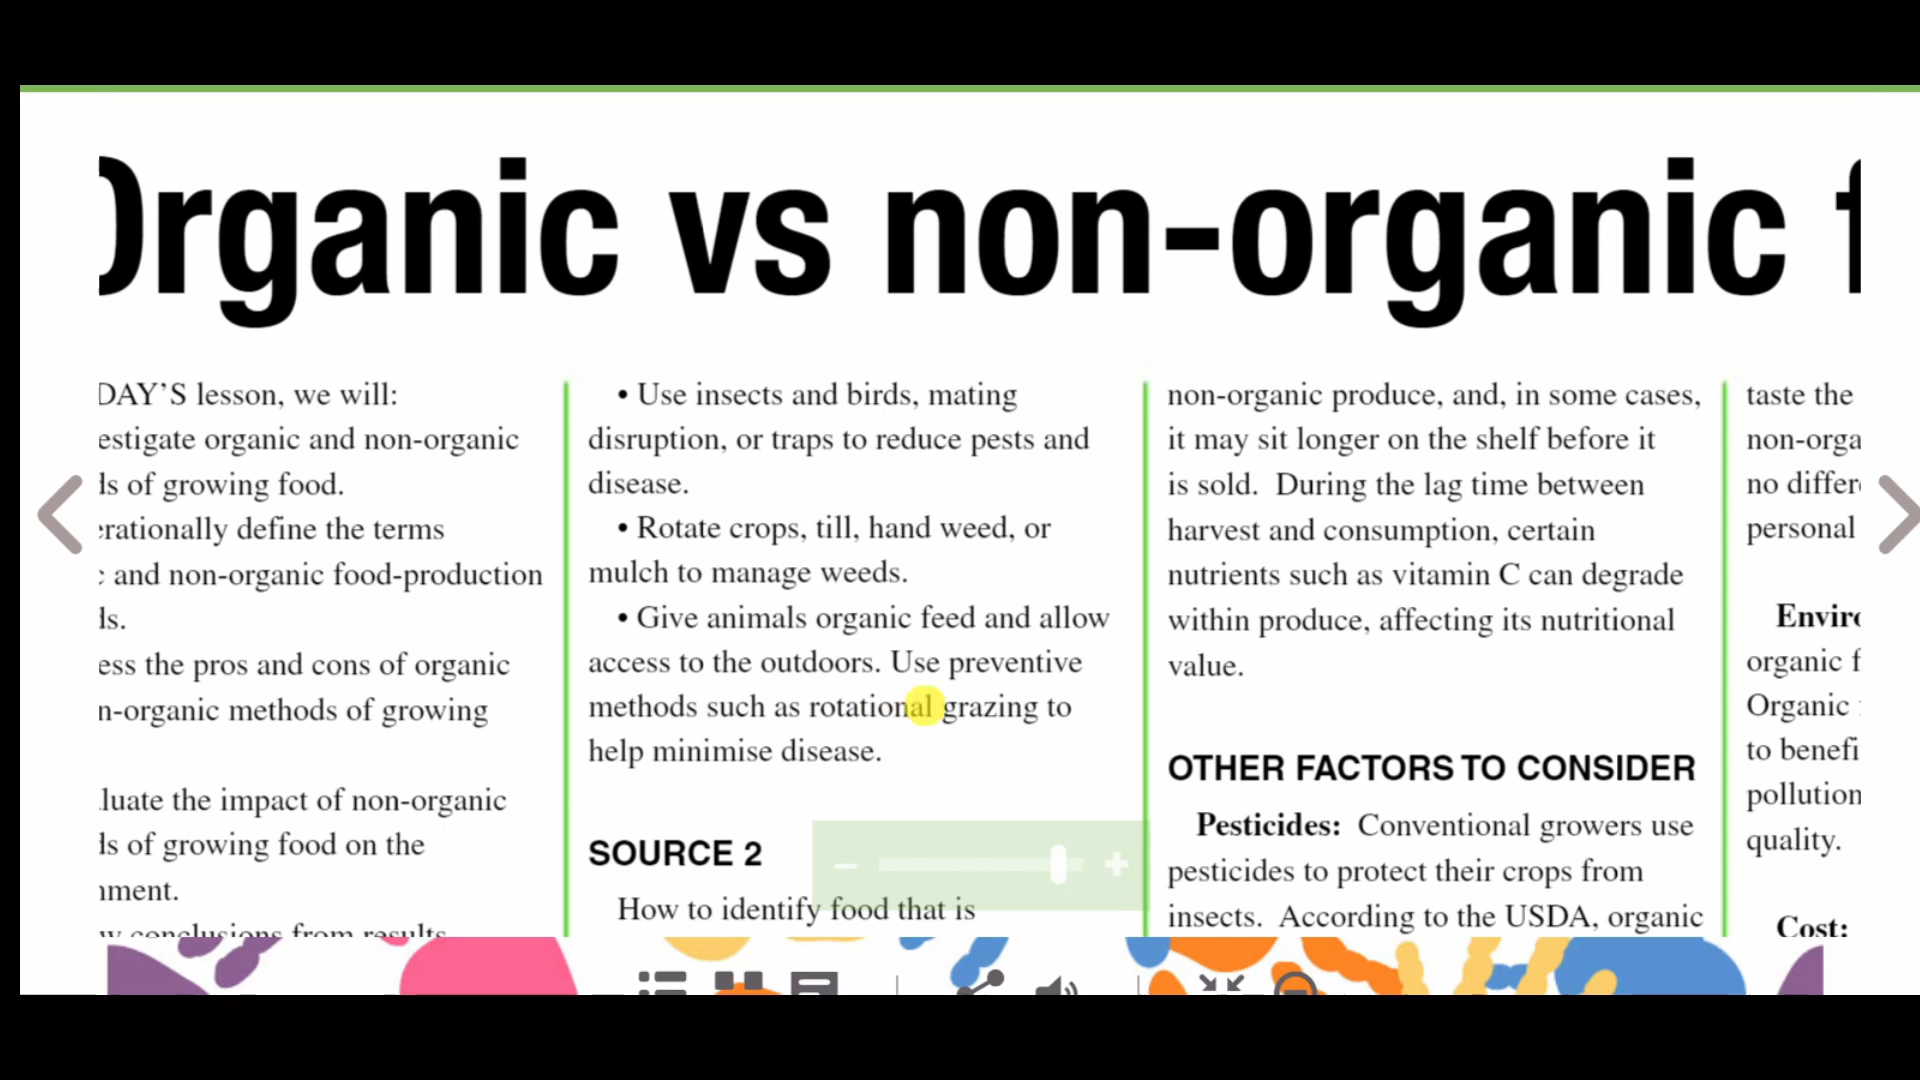 Organic vs non-organic f
DAY'S lesson, we will:
estigate organic and non-organic
ls of growing food.
erationally define the terms
c and non-organic food-production
ls.
ess the pros and cons of organic
n-organic methods of growing
luate the impact of non-organic
ls of growing food on the
nment.
w conclusions from results
• Use insects and birds, mating
disruption, or traps to reduce pests and
disease.
• Rotate crops, till, hand weed, or
mulch to manage weeds.
• Give animals organic feed and allow
access to the outdoors. Use preventive
methods such as rotational grazing to
help minimise disease.
SOURCE 2
How to identify food that is
non-organic produce, and, in some cases,
it may sit longer on the shelf before it
is sold. During the lag time between
harvest and consumption, certain
nutrients such as vitamin C can degrade
within produce, affecting its nutritional
value.
OTHER FACTORS TO CONSIDER
Pesticides: Conventional growers use
pesticides to protect their crops from
insects. According to the USDA, organic
taste the
non-orga
no differ
personal
Enviro
organic f
Organic
to benefi
pollution
quality.
Cost: